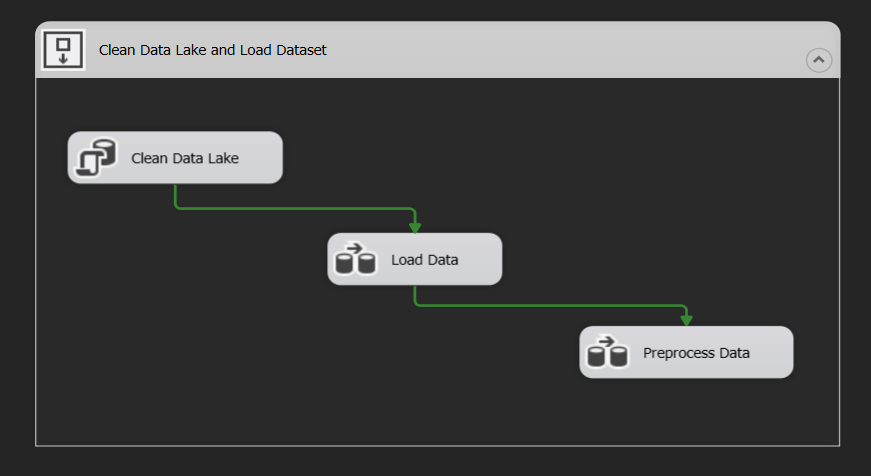 Clean Data Lake and Load Dataset
Clean Data Lake
Load Data
Preprocess Data